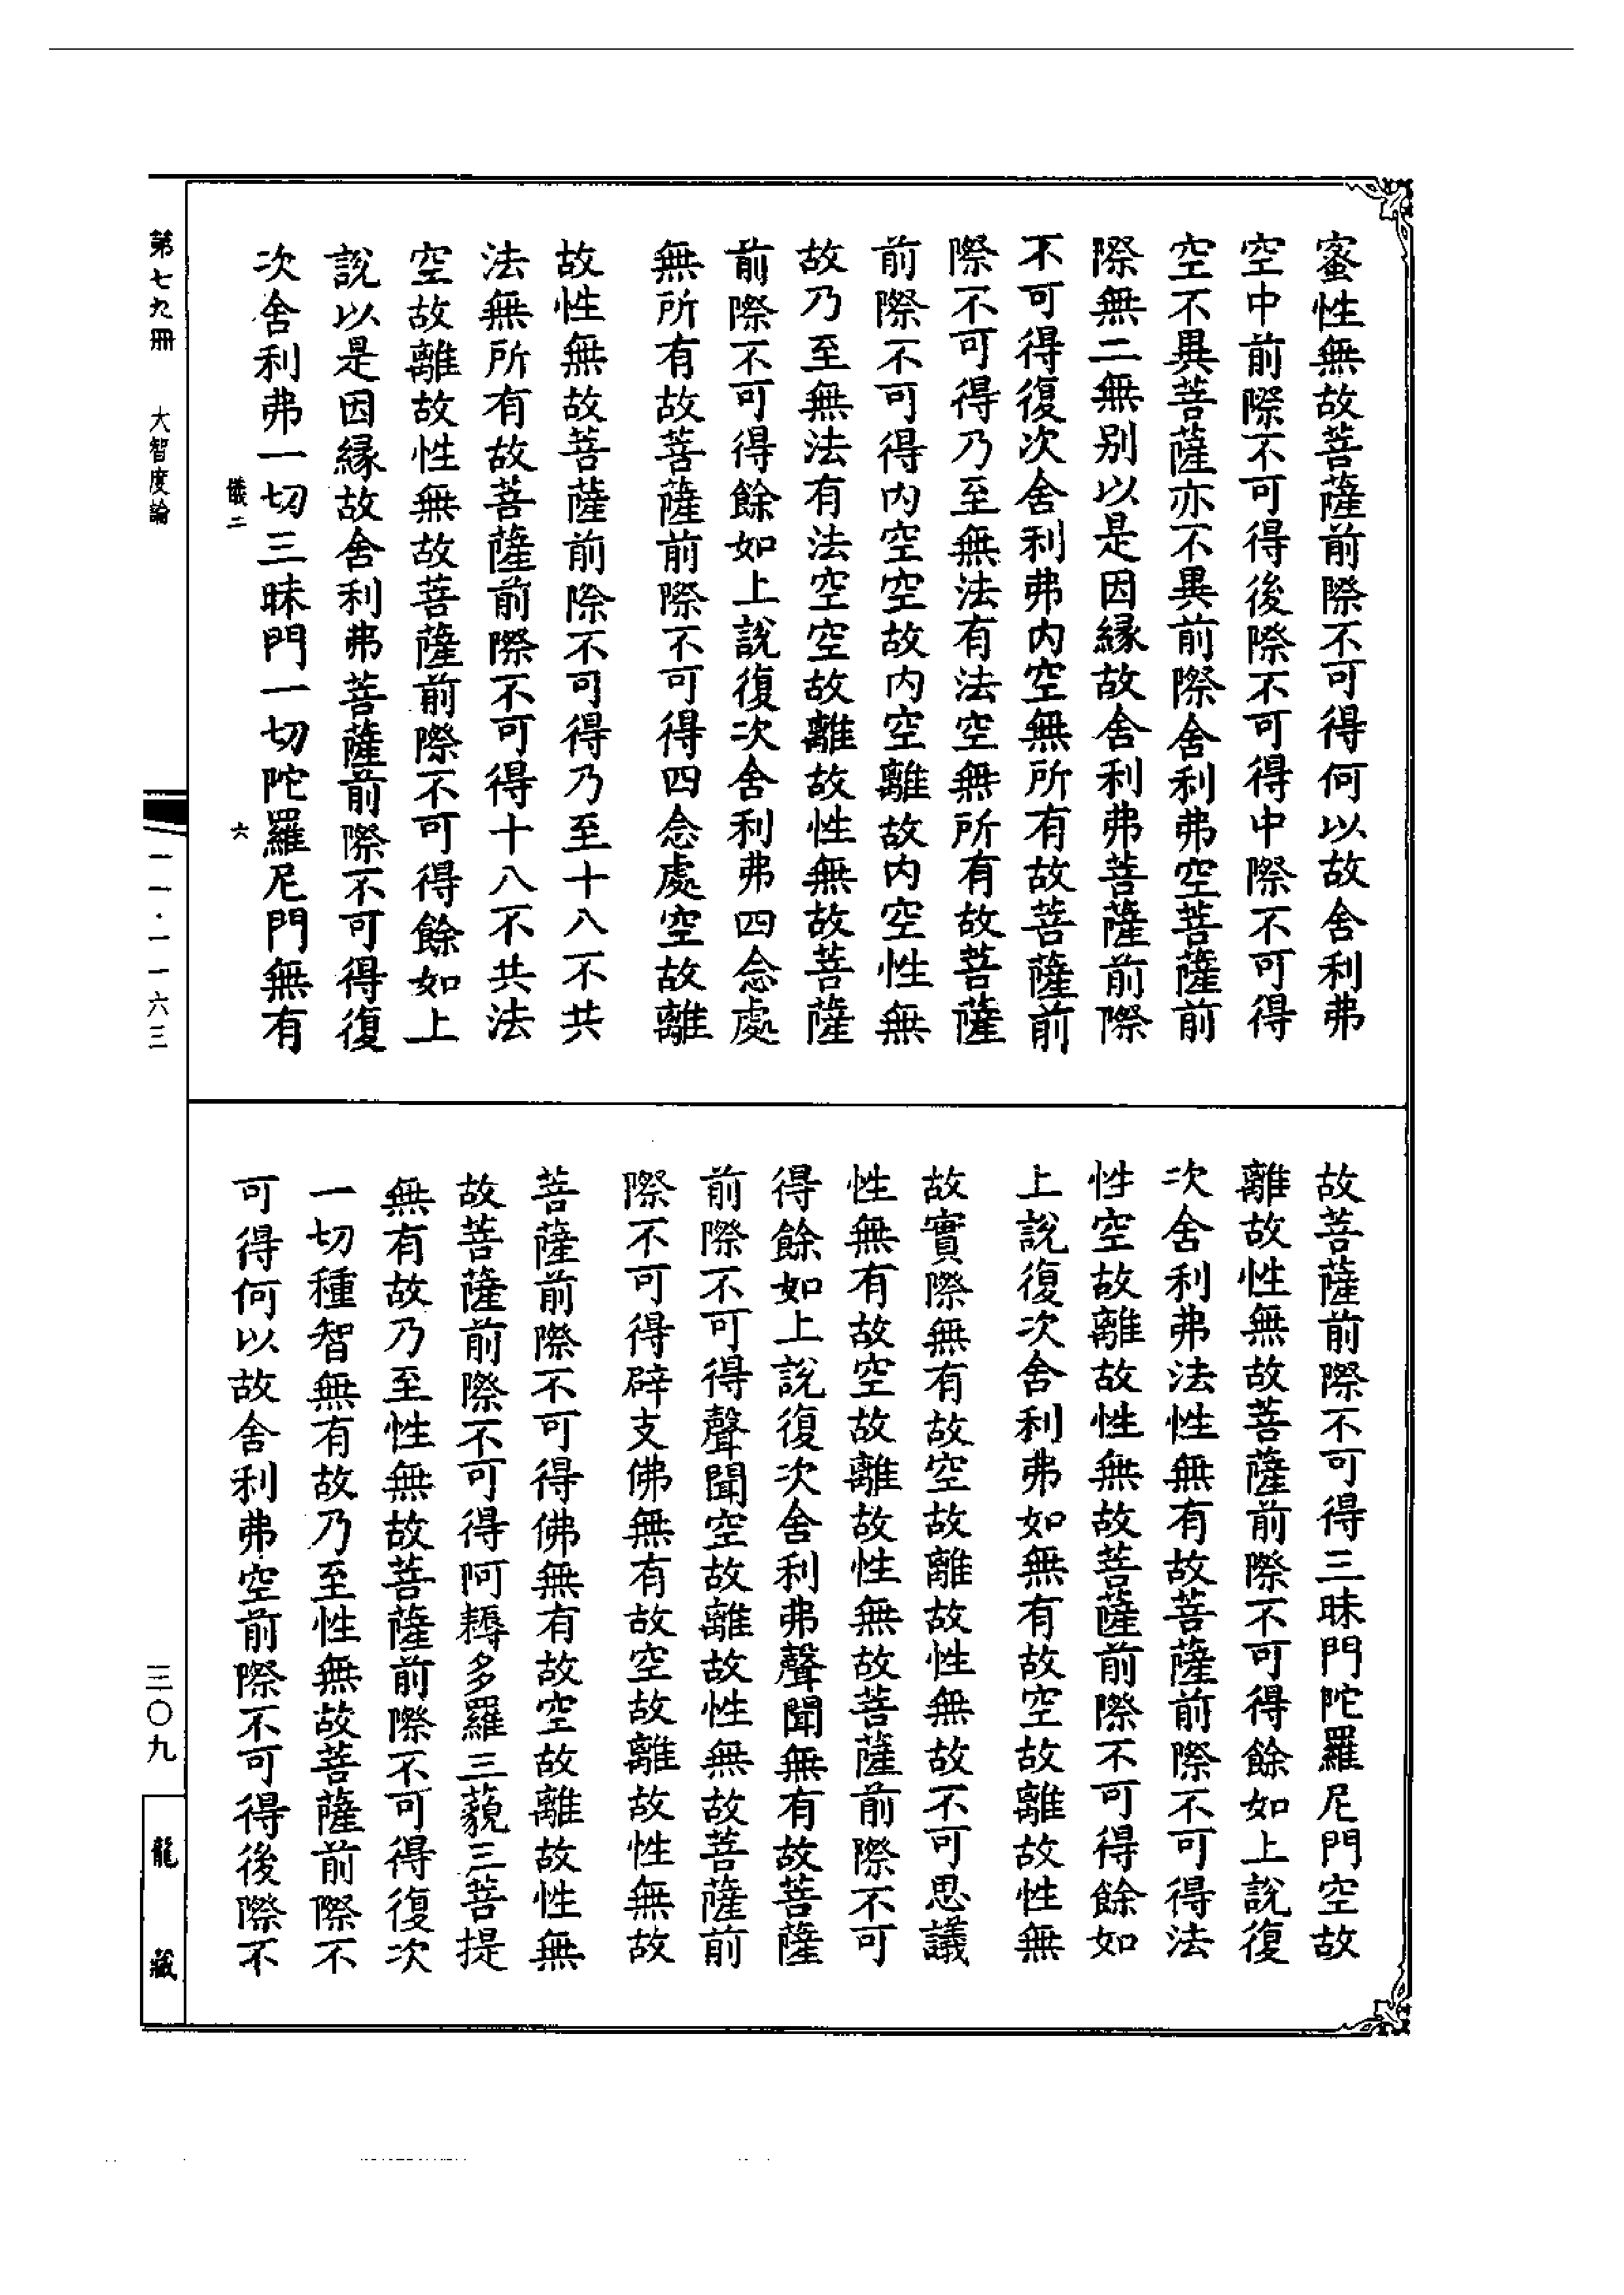 蜜性無故菩薩前際不可得何以故舍利弗
空中前際不可得後際不可得中際不可得
空不異菩薩亦不異前際舍利弗空菩薩前
際無二無别以是因縁故舍利弗菩薩前際
不可得復次舍利弗内空無所有故菩薩前
際不可得乃至無法有法空無所有故菩薩
前際不可得内空空故内空離故内空性無
故乃至無法有法空空故離故性無故菩薩
前際不可得餘如上說復次舍利弗四念處
無所有故菩薩前際不可得四念處空故離
故性無故菩薩前際不可得乃至十八不共
法無所有故菩薩前際不可得十八不共法
空故離故性無故菩薩前際不可得餘如上
說以是因縁故舍利弗菩薩前際不可得復
次舍利弗一切三昧門一切陀羅尼門無有
儀二
六
故菩薩前際不可得三昧門陀羅尼門空故
離故性無故菩薩前際不可得餘如上說復
次舍利弗法性無有故菩薩前際不可得法
性空故離故性無故菩薩前際不可得餘如
上說復次舍利弗如無有故空故離故性無
故實際無有故空故離故性無故不可思議
性無有故空故離故性無故菩薩前際不可
得餘如上說復次舍利弗聲聞無有故菩薩
前際不可得聲聞空故離故性無故菩薩前
際不可得辟支佛無有故空故離故性無故
菩薩前際不可得佛無有故空故離故性無
故菩薩前際不可得阿耨多羅三藐三菩提
無有故乃至性無故菩薩前際不可得復次
一切種智無有故乃至性無故菩薩前際不
可得何以故舍利弗空前際不可得後際不
第七九冊 大智度論
一一·一一六三
三〇九
龍藏